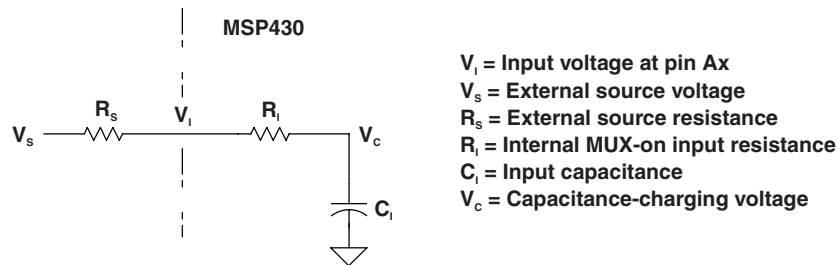 MSP430
V_S
R_S
V_I
R_I
V_C
C_I
V_I = Input voltage at pin Ax
V_S = External source voltage
R_S = External source resistance
R_I = Internal MUX-on input resistance
C_I = Input capacitance
V_C = Capacitance-charging voltage